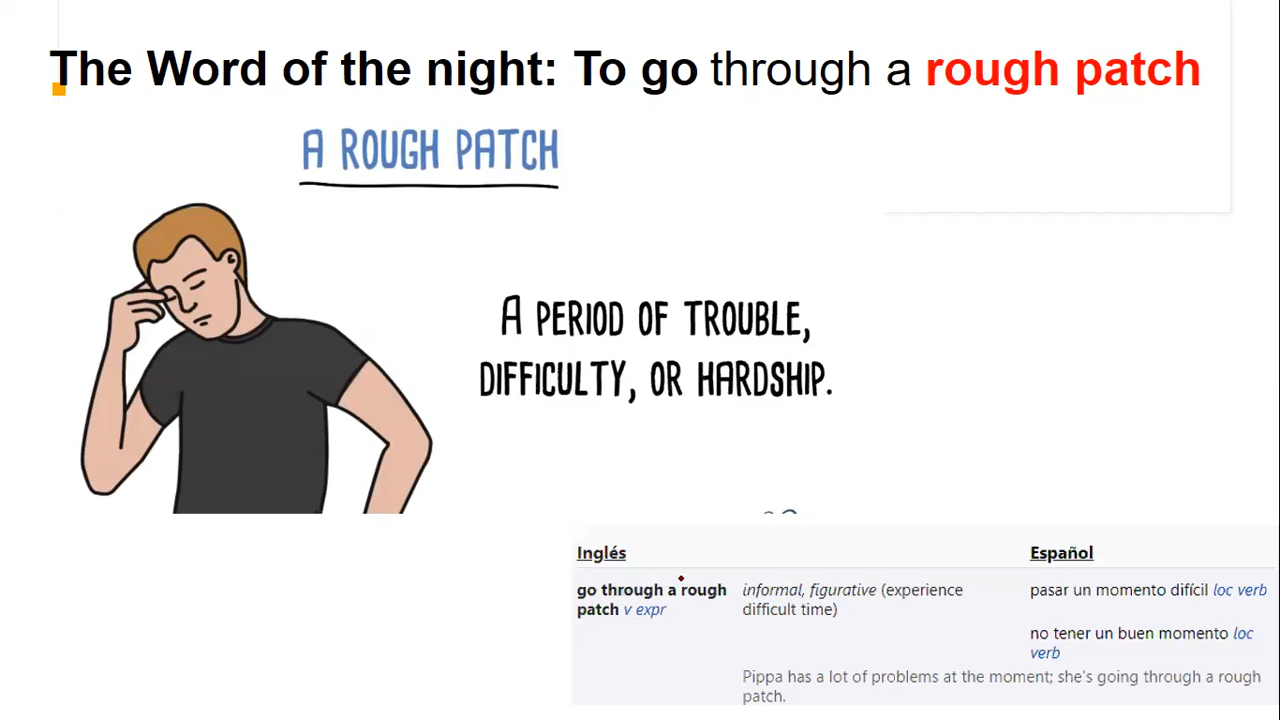 The Word of the night: To go through a rough patch
A ROUGH PATCH
A PERIOD OF TROUBLE,
DIFFICULTY, OR HARDSHIP.
Inglés Español
go through a rough informal, figurative (experience pasar un momento difícil loc verb
patch v expr difficult time)
no tener un buen momento loc
verb
Pippa has a lot of problems at the moment; she's going through a rough
patch.